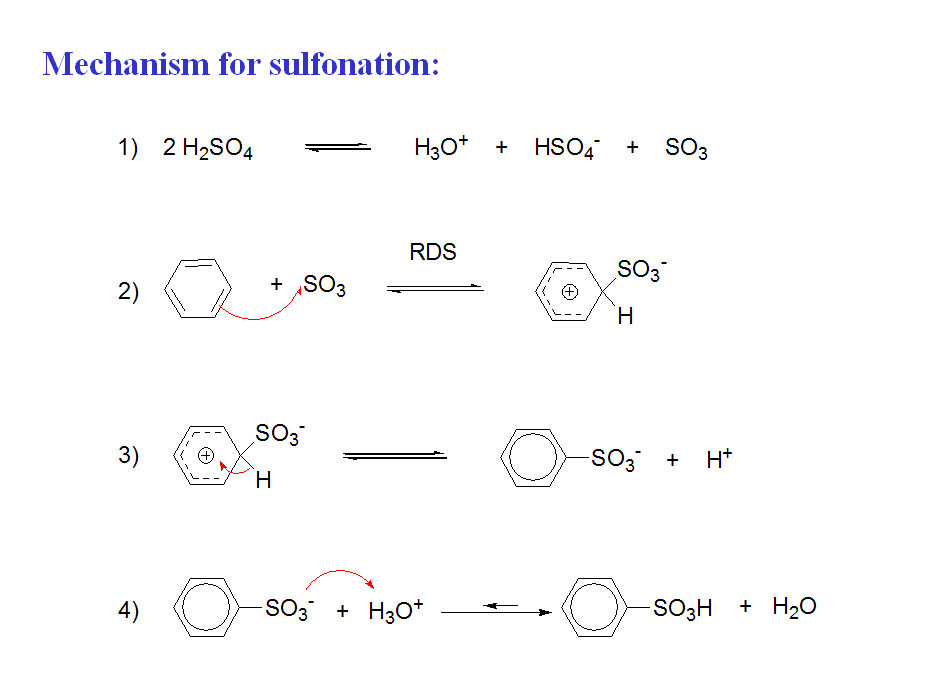 Mechanism for sulfonation:
1) 2 H₂SO₄ ⇌ H₃O⁺ + HSO₄⁻ + SO₃
RDS
2) + SO₃ ⇌ ⊕ SO₃⁻
H
3) ⊕ SO₃⁻ ⇌ SO₃⁻ + H⁺
H
4) SO₃⁻ + H₃O⁺ ⇌ SO₃H + H₂O